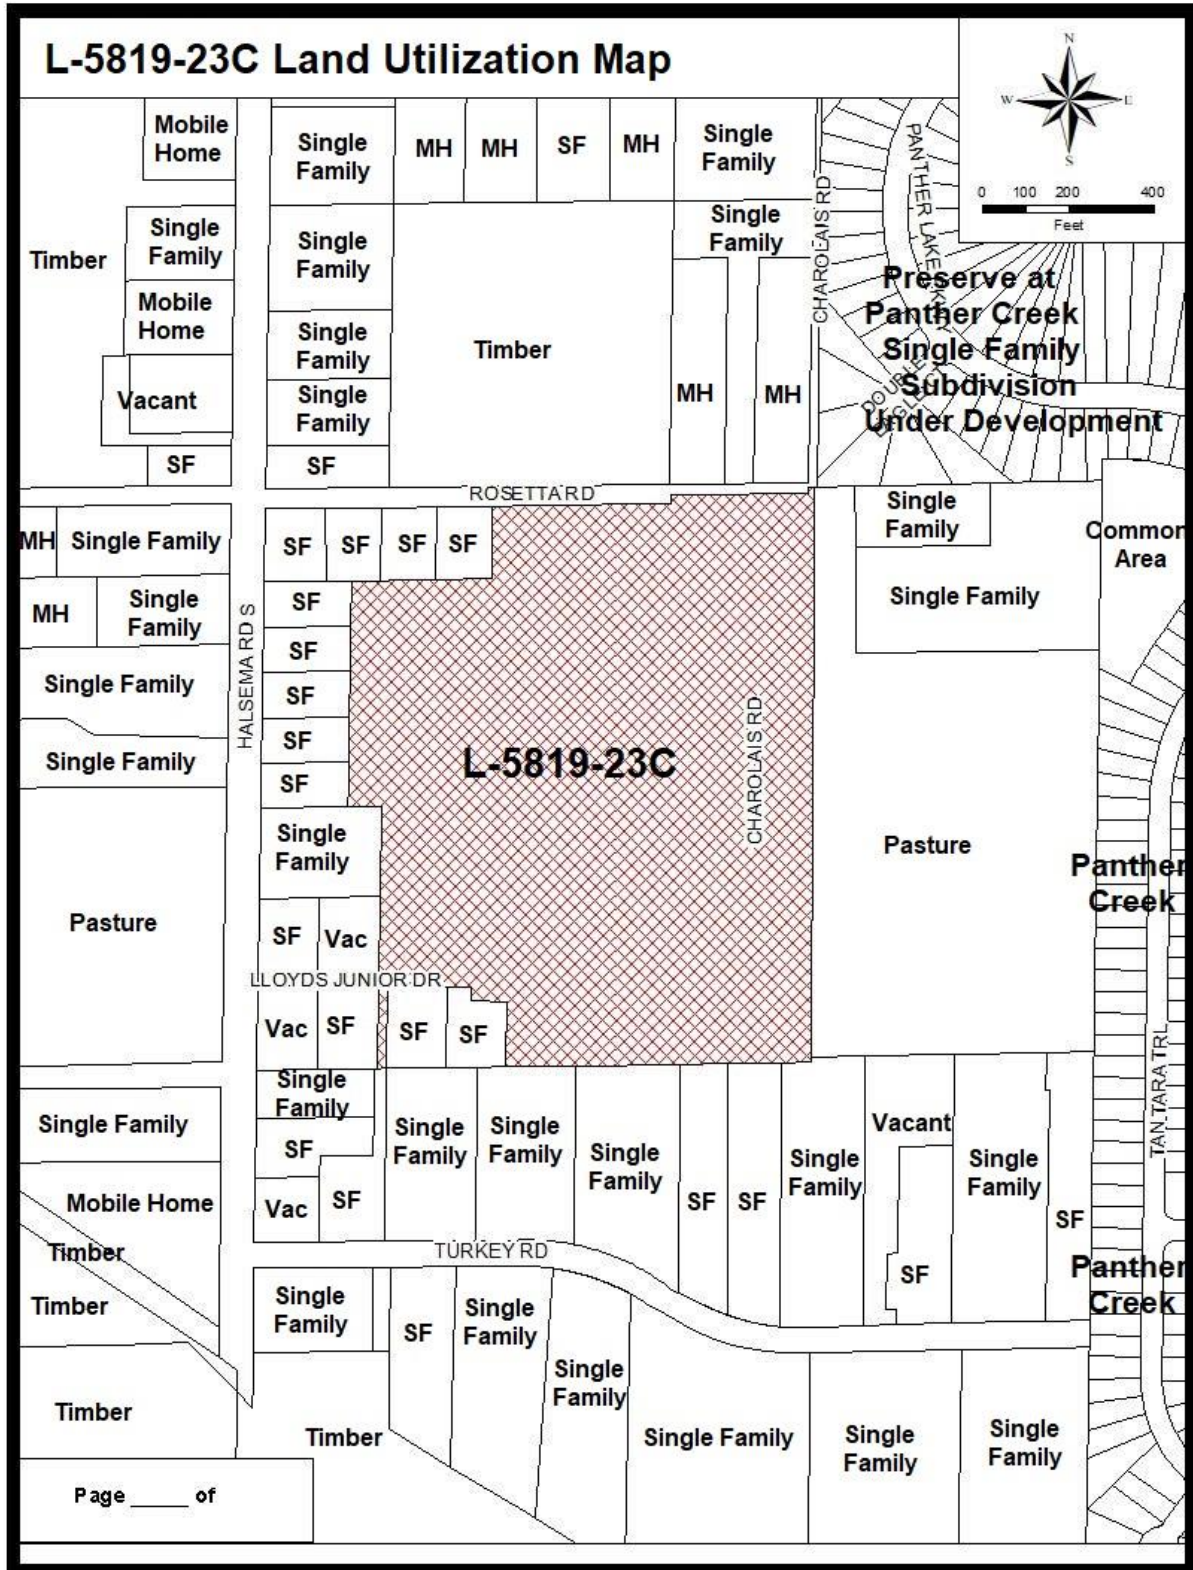 L-5819-23C Land Utilization Map
N
W
E
S
0 100 200 400
Feet
Mobile
Home
Single
Family
MH
MH
SF
MH
Single
Family
Timber
Single
Family
Mobile
Home
Vacant
SF
Single
Family
Single
Family
Single
Family
SF
Timber
Single
Family
MH
MH
CHAROLAIS RD
PANTHER LAKE PKWY
DOUBLE
EAGLE CT
Preserve at
Panther Creek
Single Family
Subdivision
Under Development
ROSETTA RD
MH
Single Family
MH
Single
Family
Single Family
Single Family
Pasture
HALSEMA RD S
SF
SF
SF
SF
SF
SF
SF
SF
SF
Single
Family
SF
Vac
LLOYDS JUNIOR DR
Vac
SF
SF
SF
L-5819-23C
CHAROLAIS RD
Single
Family
Single Family
Common
Area
Pasture
Panther
Creek
TANTARA TRL
Single Family
Mobile Home
Timber
Timber
Timber
Single
Family
SF
Vac
SF
Single
Family
Single
Family
Single
Family
SF
SF
Single
Family
Vacant
SF
Single
Family
SF
Panther
Creek
TURKEY RD
Single
Family
SF
Single
Family
Single
Family
Timber
Single Family
Single
Family
Single
Family
Page _____ of